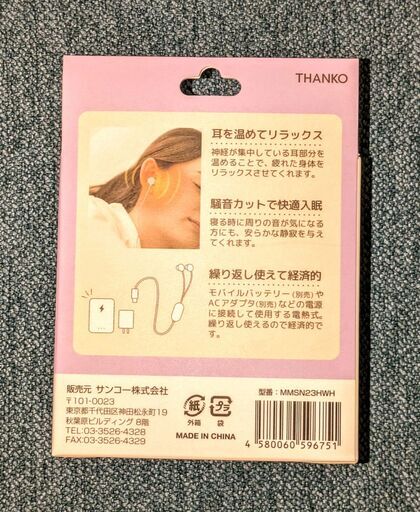 THANKO
耳を温めてリラックス
神経が集中している耳部分を
温めることで、疲れた身体を
リラックスさせてくれます。
騒音カットで快適入眠
寝る時に周りの音が気になる
方にも、安らかな静寂を与え
てくれます。
繰り返し使えて経済的
モバイルバッテリー(別売)や
ACアダプタ(別売)などの電源
に接続して使用する電熱式。
繰り返し使えるので経済的で
す。
販売元 サンコー株式会社
〒101-0023
東京都千代田区神田松永町19
秋葉原ビルディング 8階
TEL:03-3526-4328
FAX:03-3526-4329
紙
外箱
プラ
袋
MADE IN CHINA
型番：MMSN23HWH
4 580060 596751